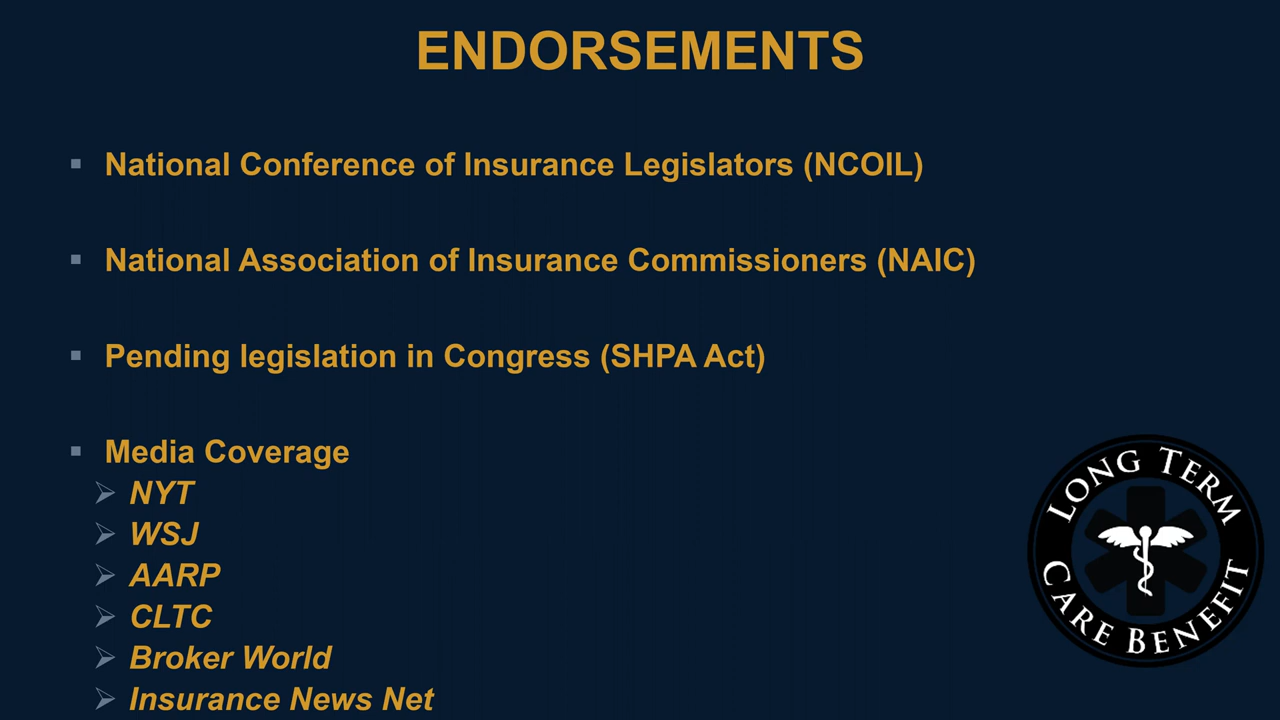 ENDORSEMENTS
National Conference of Insurance Legislators (NCOIL)
National Association of Insurance Commissioners (NAIC)
Pending legislation in Congress (SHPA Act)
Media Coverage
NYT
WSJ
AARP
CLTC
Broker World
Insurance News Net
LONG TERM
CARE BENEFIT